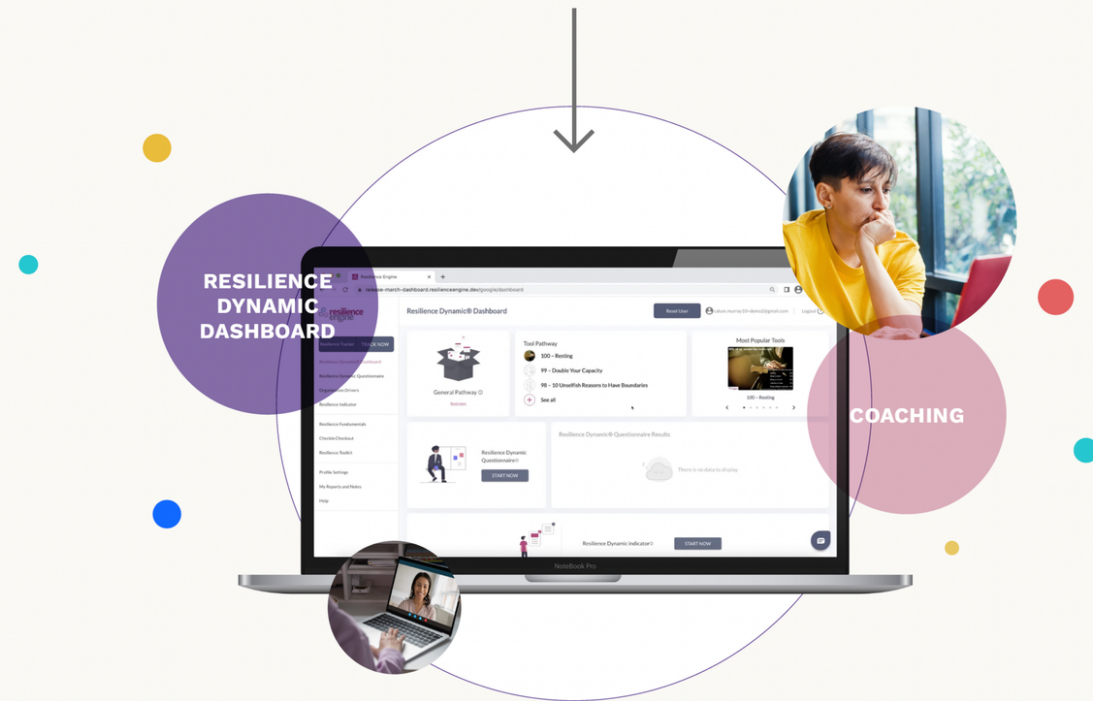 RESILIENCE
DYNAMIC
DASHBOARD
Resilience Engine
release-march-dashboard.resilienceengine.dev/google/dashboard
resilience
engine
Resilience Dynamic® Dashboard
Reset User
Logout
TRACK NOW
Resilience Dynamic Questionnaire
Resilience Indicator
Resilience Fundamentals
Checkin Checkout
Resilience Toolkit
Profile Settings
My Reports and Notes
Help
General Pathway
Tool Pathway
100 – Resting
99 – Double Your Capacity
98 – 10 Unselfish Reasons to Have Boundaries
See all
Most Popular Tools
100 - Resting
Resilience Dynamic
Questionnaire
START NOW
Resilience Dynamic® Questionnaire Results
There is no data to display
Resilience Dynamic Indicator
START NOW
NoteBook Pro
COACHING